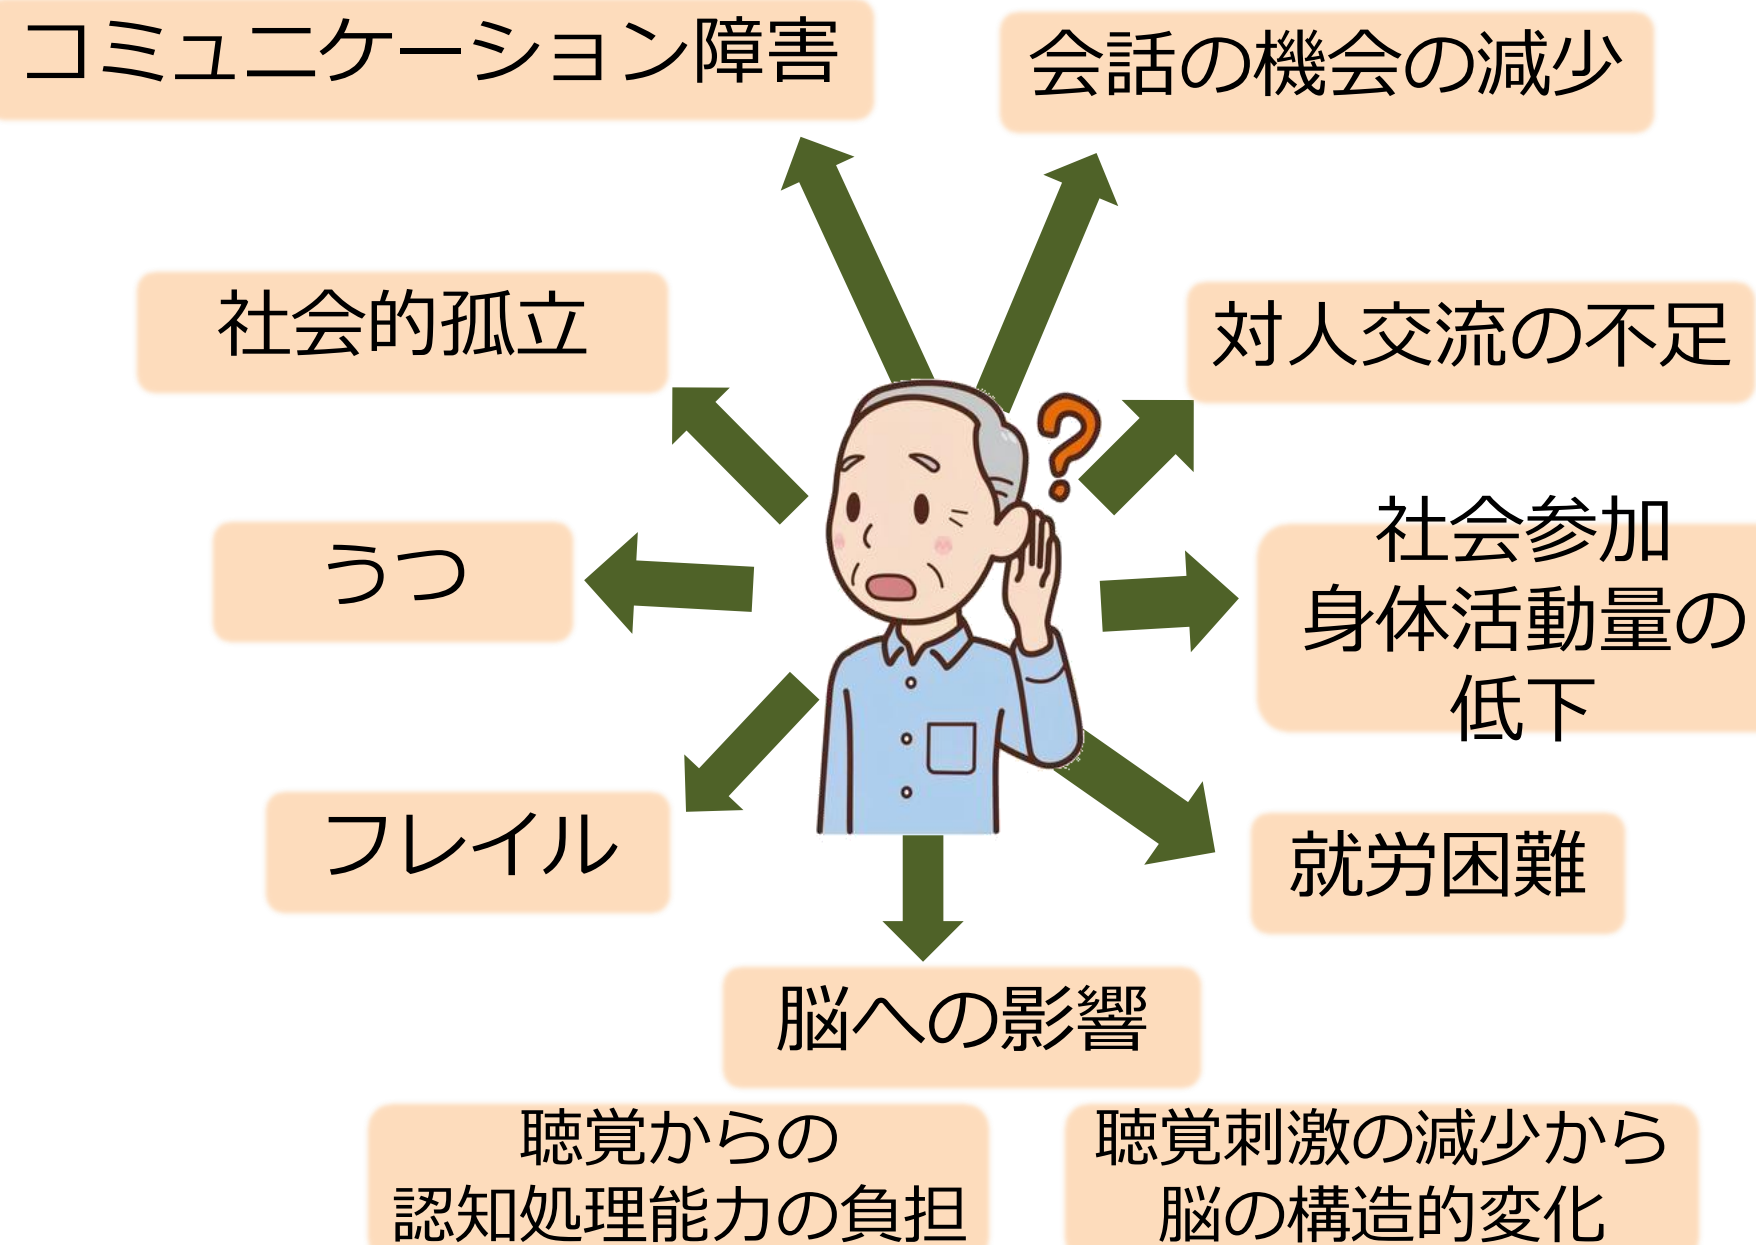 コミュニケーション障害
会話の機会の減少
社会的孤立
対人交流の不足
うつ
社会参加
身体活動量の
低下
フレイル
就労困難
脳への影響
聴覚からの
認知処理能力の負担
聴覚刺激の減少から
脳の構造的変化
?